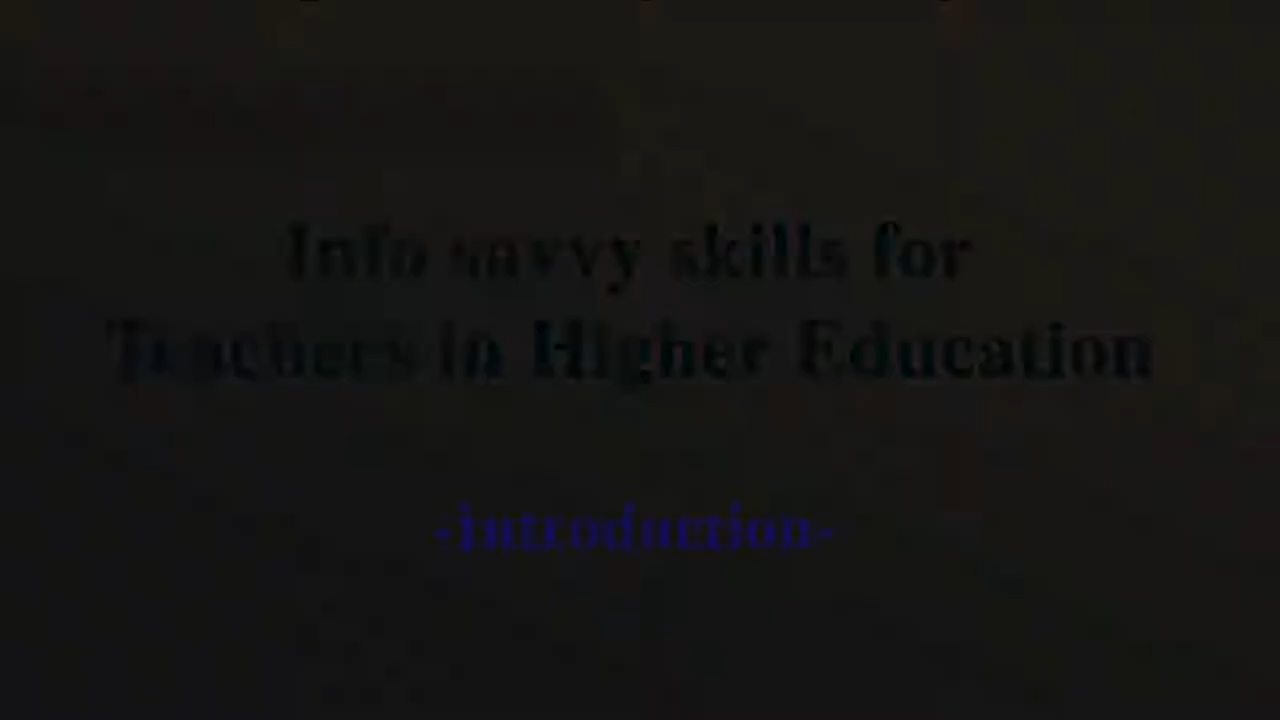 Info savvy skills for
Teachers in Higher Education
-introduction-